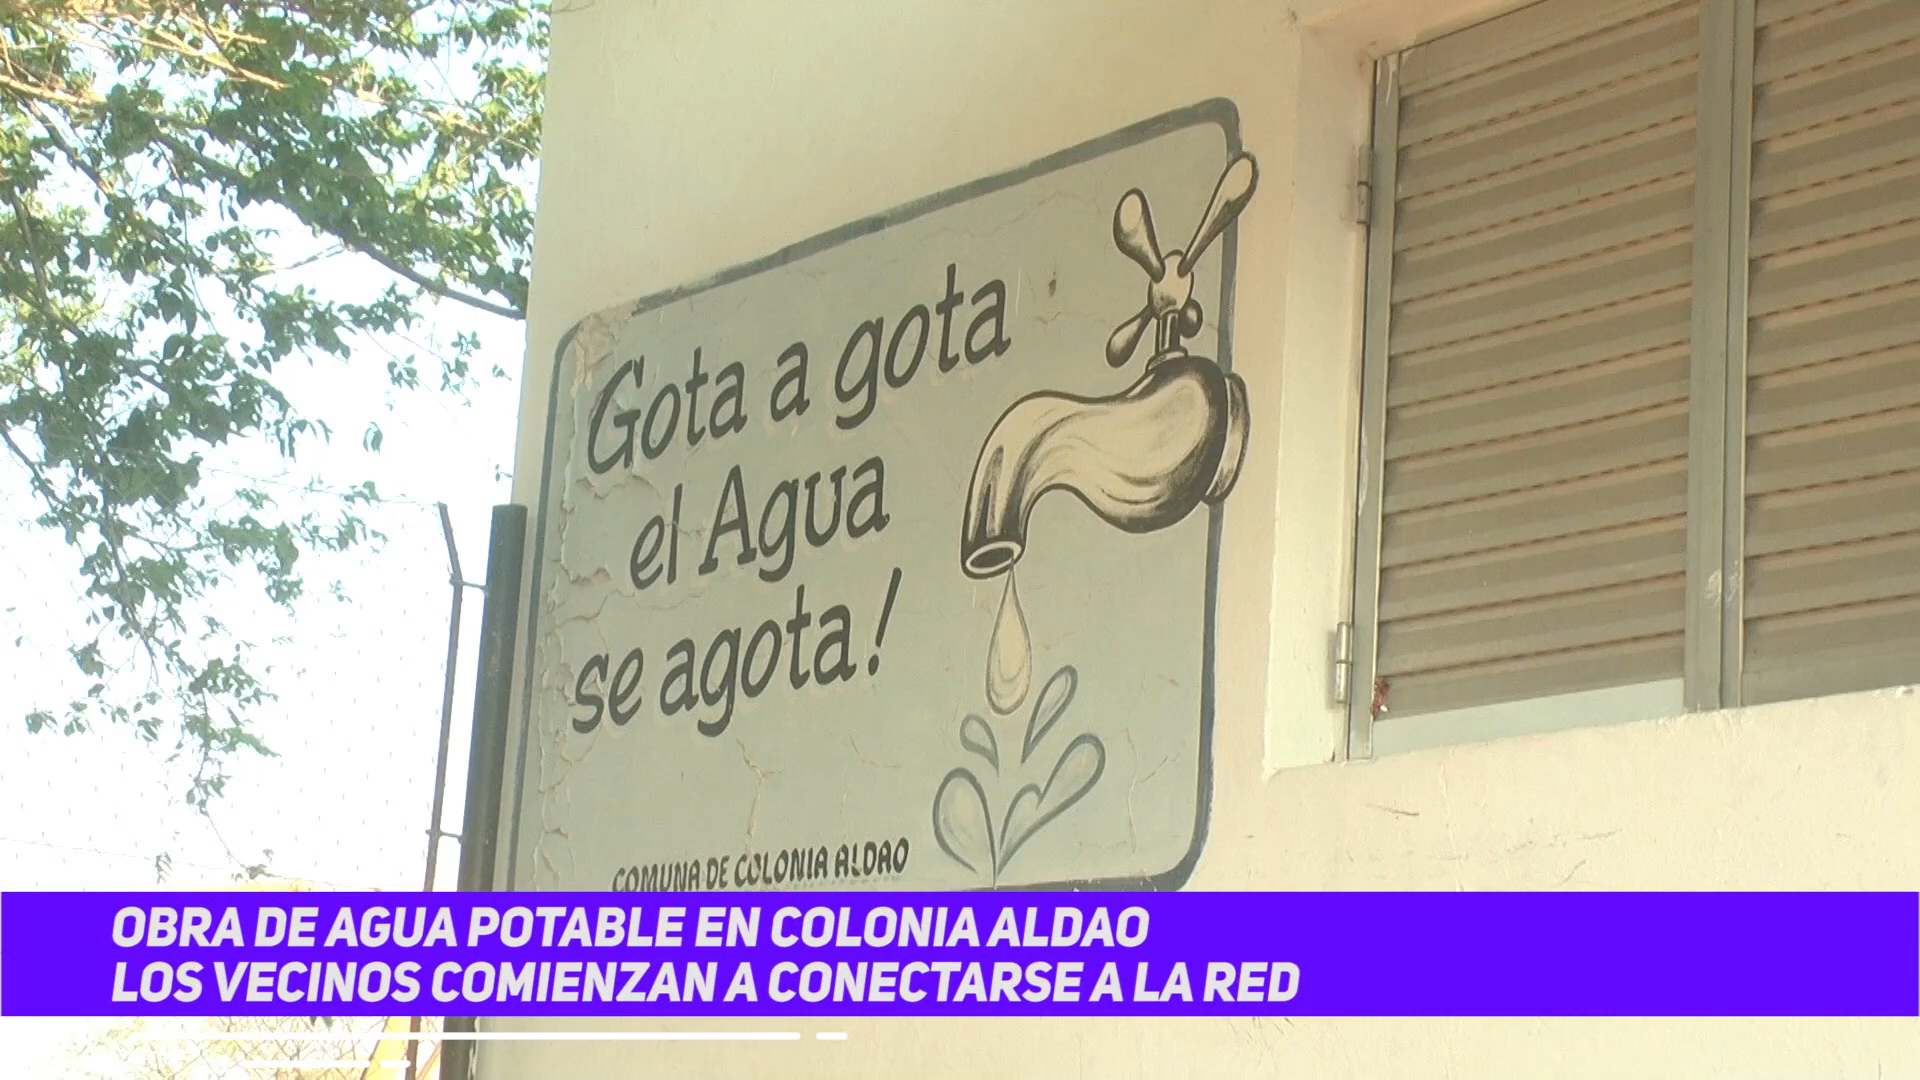 Gota a gota
el Agua
se agota!
COMUNA DE COLONIA ALDAO
OBRA DE AGUA POTABLE EN COLONIA ALDAO
LOS VECINOS COMIENZAN A CONECTARSE A LA RED